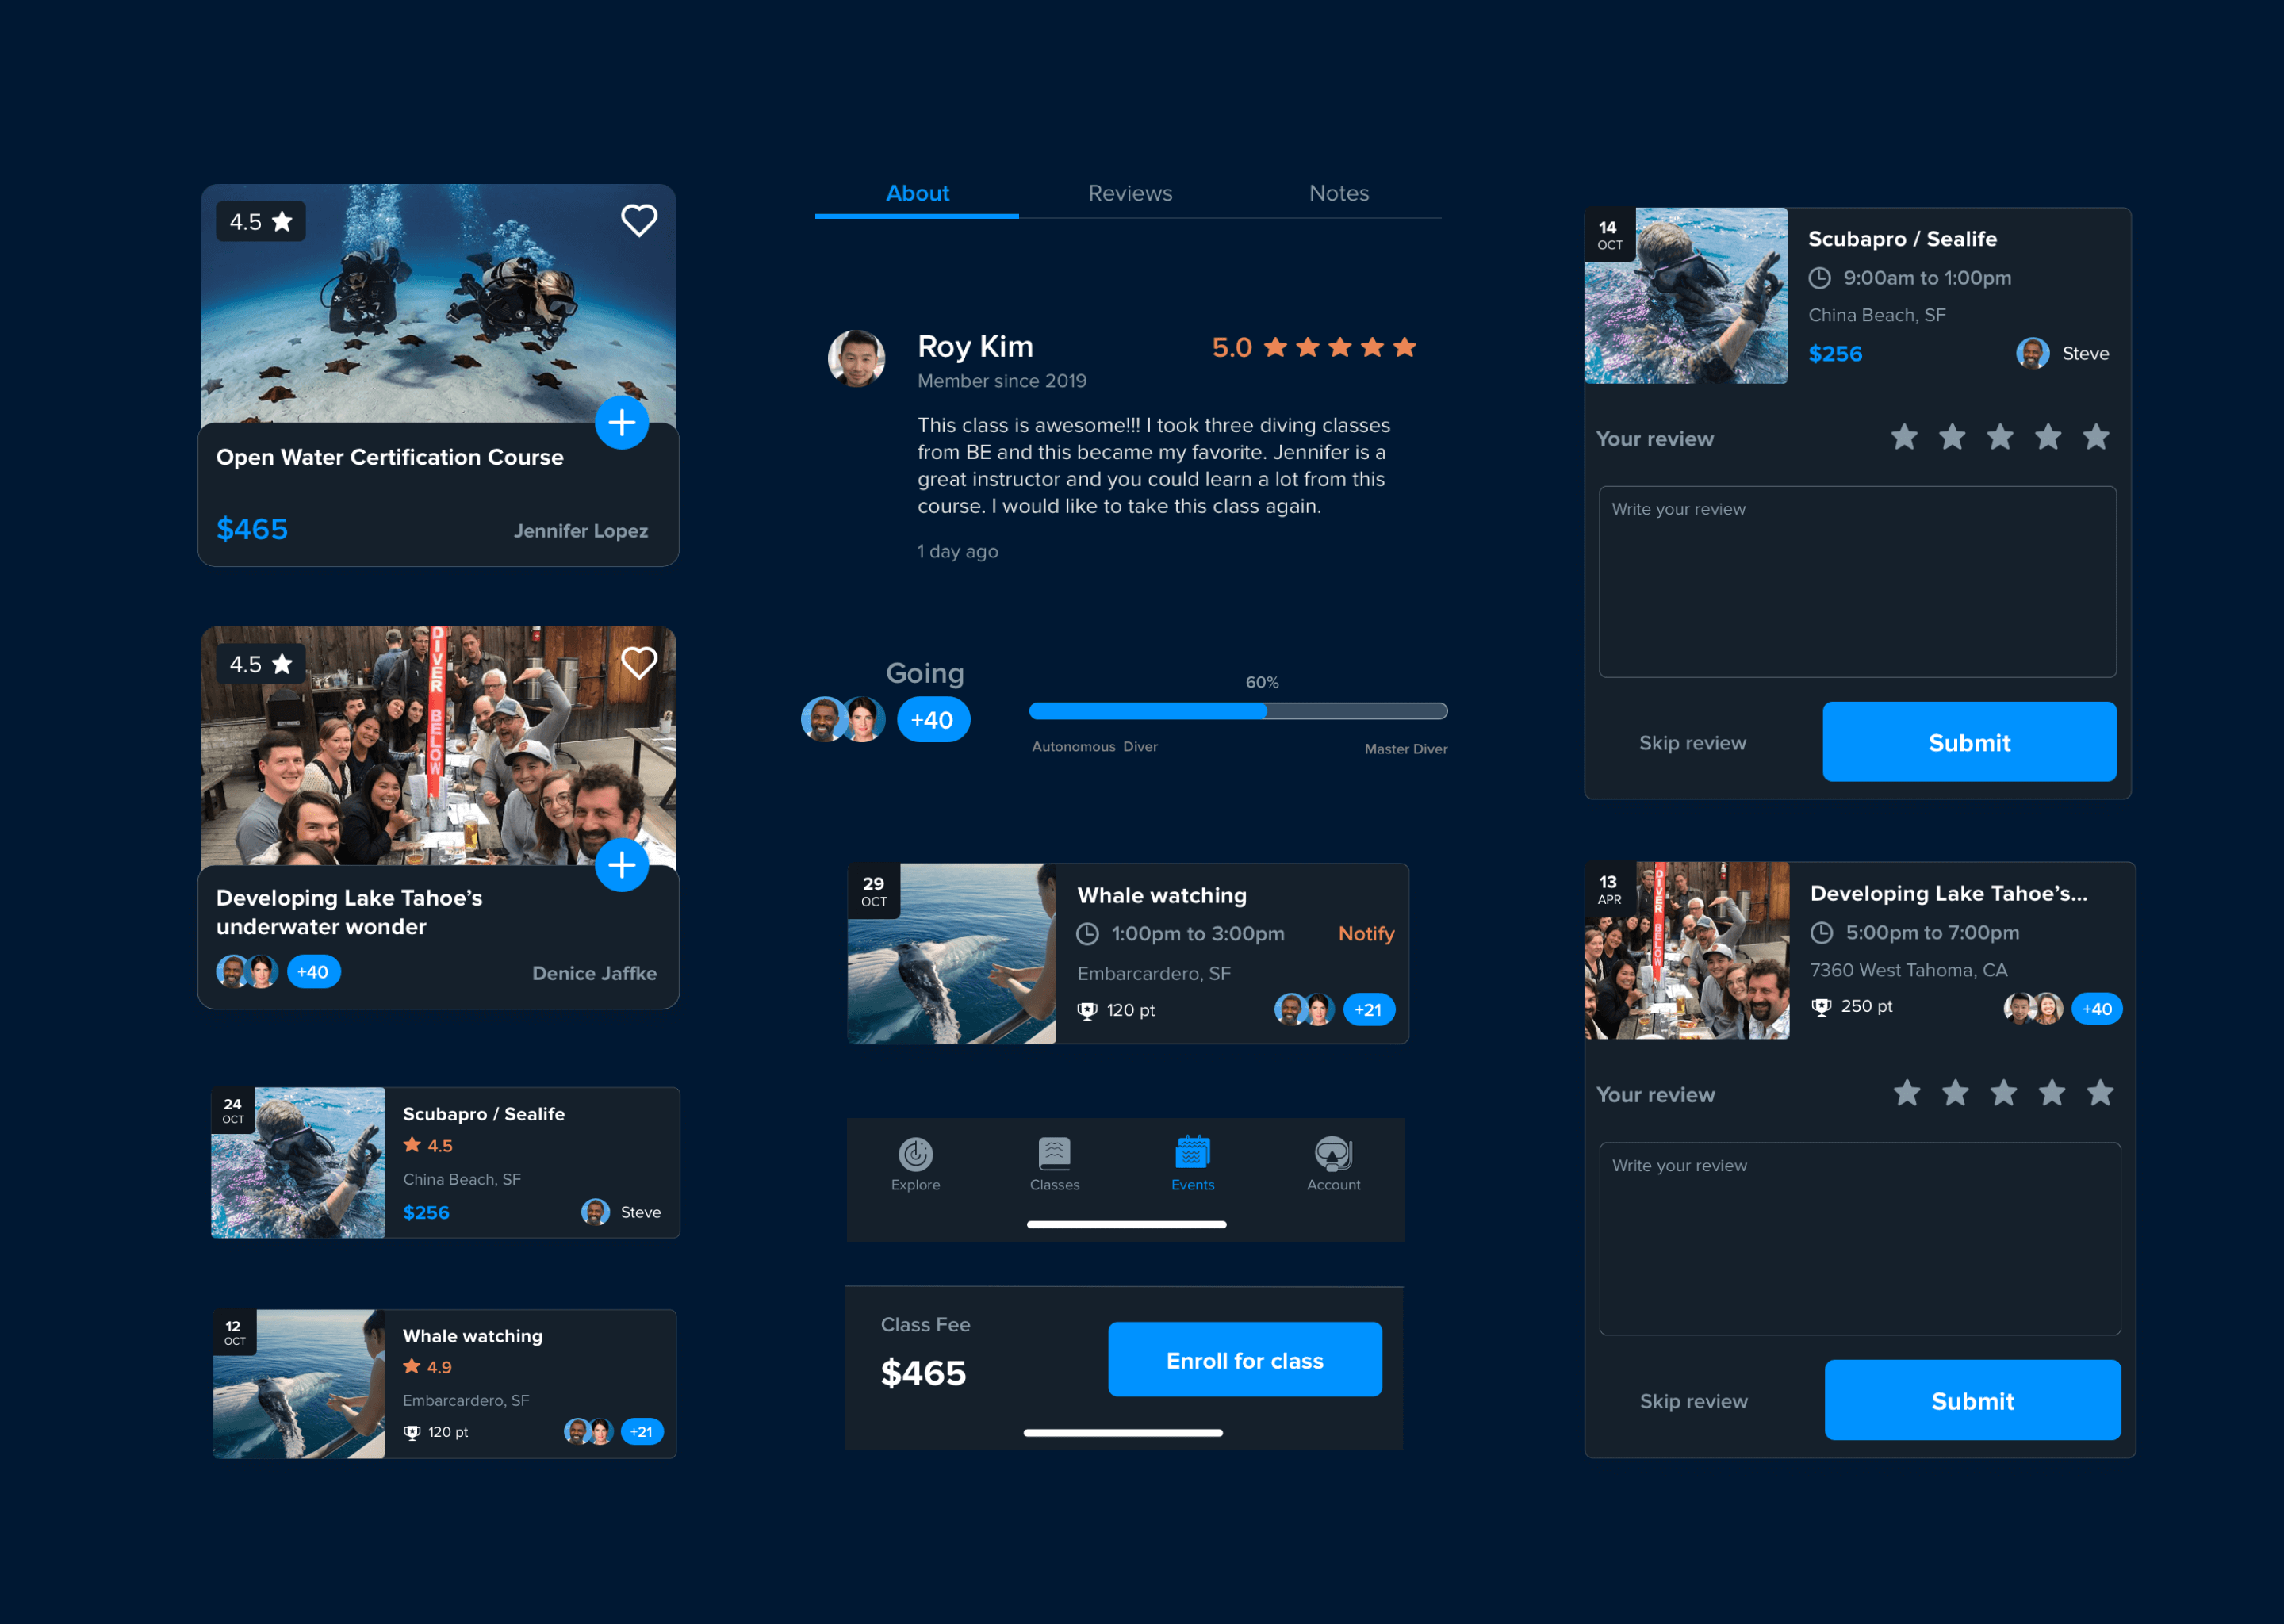 4.5
Open Water Certification Course
$465
Jennifer Lopez
4.5
DIVER BELOW
Developing Lake Tahoe’s
underwater wonder
+40
Denice Jaffke
24
OCT
Scubapro / Sealife
4.5
China Beach, SF
$256
Steve
12
OCT
Whale watching
4.9
Embarcardero, SF
120 pt
+21
About
Reviews
Notes
Roy Kim
5.0
Member since 2019
This class is awesome!!! I took three diving classes
from BE and this became my favorite. Jennifer is a
great instructor and you could learn a lot from this
course. I would like to take this class again.
1 day ago
Going
+40
60%
Autonomous Diver
Master Diver
29
OCT
Whale watching
1:00pm to 3:00pm
Notify
Embarcardero, SF
120 pt
+21
Explore
Classes
Events
Account
Class Fee
$465
Enroll for class
14
OCT
Scubapro / Sealife
9:00am to 1:00pm
China Beach, SF
$256
Steve
Your review
Write your review
Skip review
Submit
13
APR
DIVER BELOW
Developing Lake Tahoe’s...
5:00pm to 7:00pm
7360 West Tahoma, CA
250 pt
+40
Your review
Write your review
Skip review
Submit